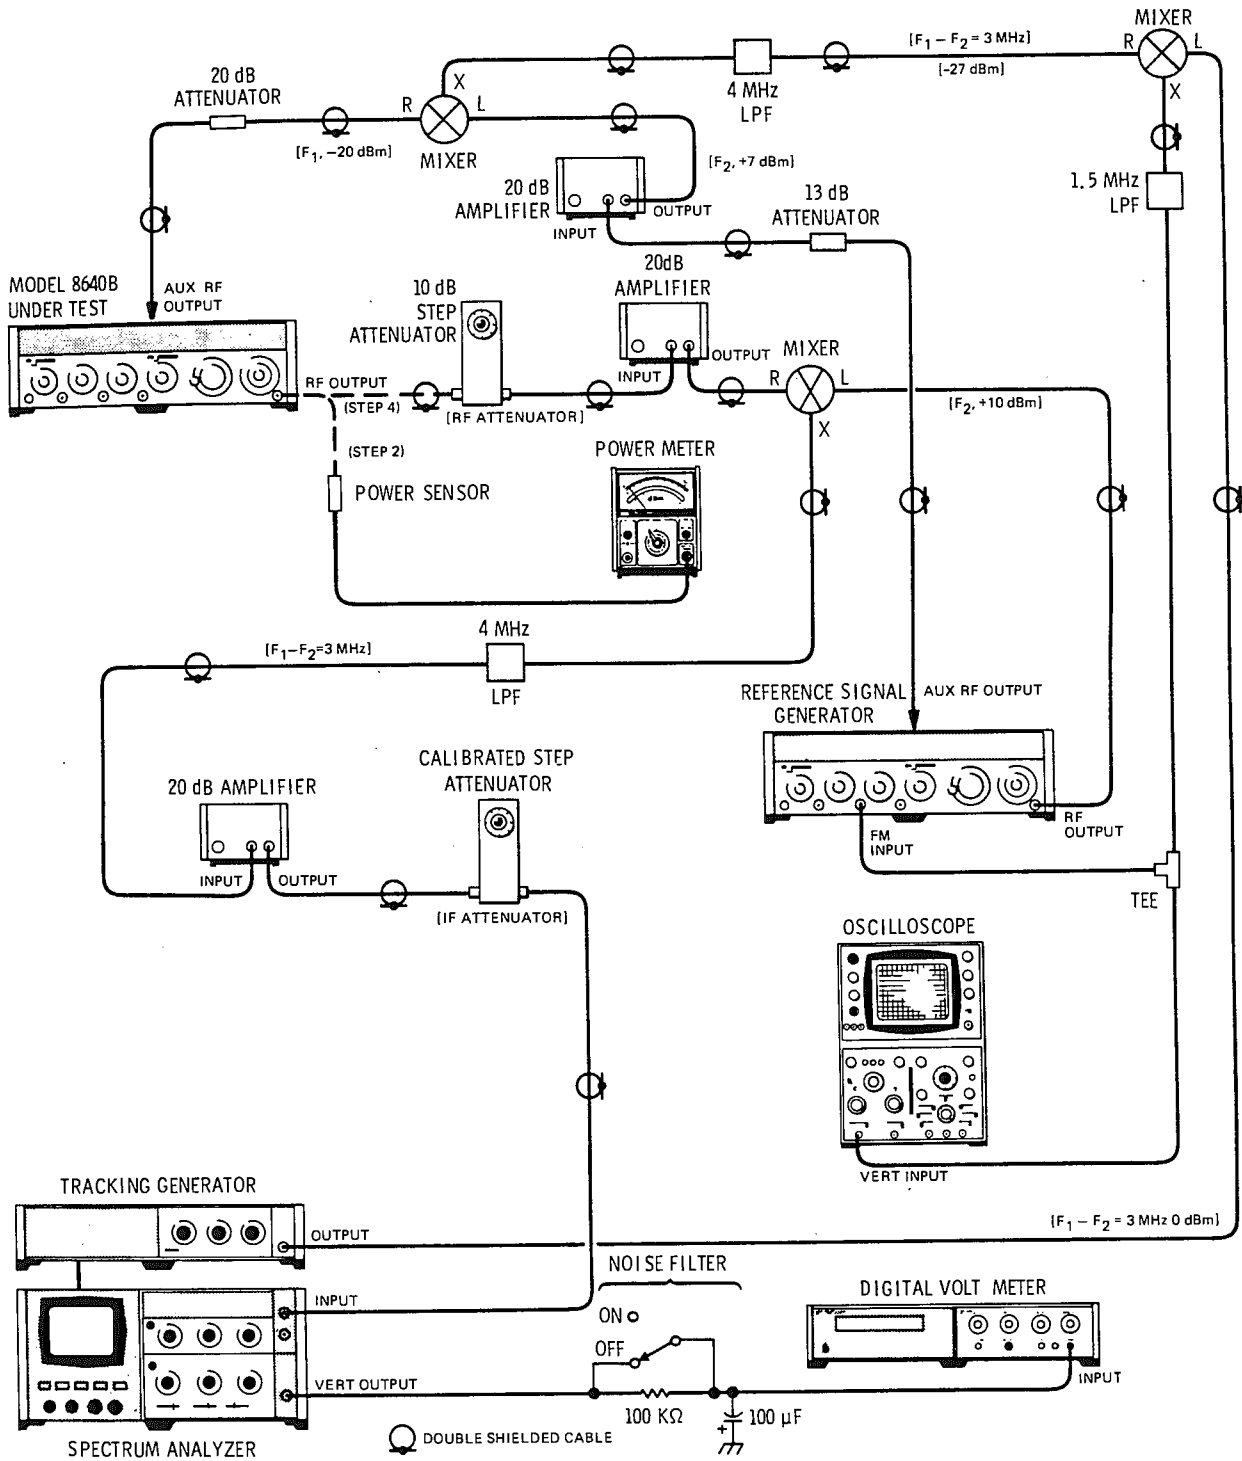 MIXER
R
L
X
[F1 – F2 = 3 MHz]
[-27 dBm]
4 MHz
LPF
20 dB
ATTENUATOR
X
R
L
MIXER
[F1, –20 dBm]
[F2, +7 dBm]
20 dB
AMPLIFIER
OUTPUT
INPUT
13 dB
ATTENUATOR
1.5 MHz
LPF
MODEL 8640B
UNDER TEST
AUX RF
OUTPUT
10 dB
STEP
ATTENUATOR
20dB
AMPLIFIER
OUTPUT
INPUT
MIXER
R
L
X
[F2, +10 dBm]
RF OUTPUT
(STEP 4)
[RF ATTENUATOR]
(STEP 2)
POWER METER
dBm
POWER SENSOR
[F1–F2=3 MHz]
4 MHz
LPF
REFERENCE SIGNAL
GENERATOR
AUX RF OUTPUT
CALIBRATED STEP
ATTENUATOR
20 dB AMPLIFIER
INPUT
OUTPUT
[IF ATTENUATOR]
FM
INPUT
RF
OUTPUT
TEE
OSCILLOSCOPE
VERT INPUT
TRACKING GENERATOR
OUTPUT
[F1 – F2 = 3 MHz 0 dBm]
NOISE FILTER
INPUT
ON
OFF
DIGITAL VOLT METER
INPUT
VERT OUTPUT
100 KΩ
100 µF
+
SPECTRUM ANALYZER
DOUBLE SHIELDED CABLE